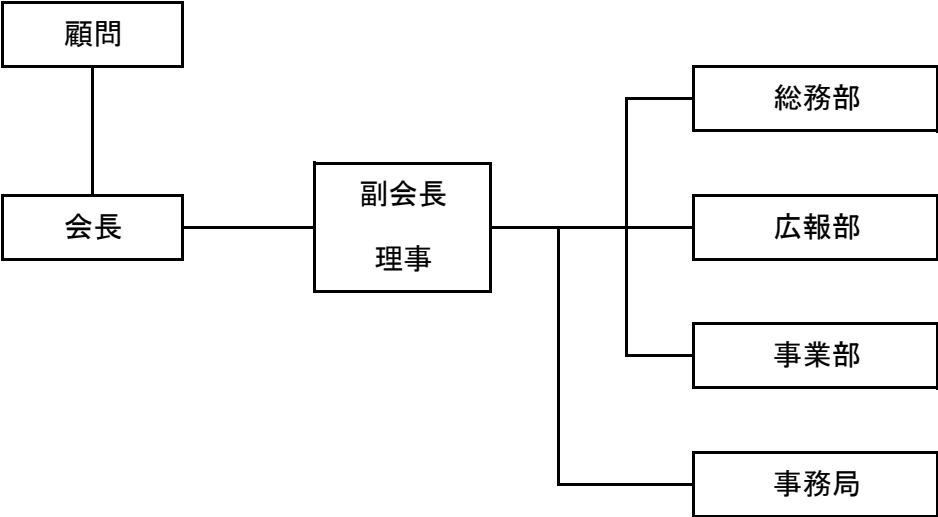 顧問
会長
副会長
理事
総務部
広報部
事業部
事務局